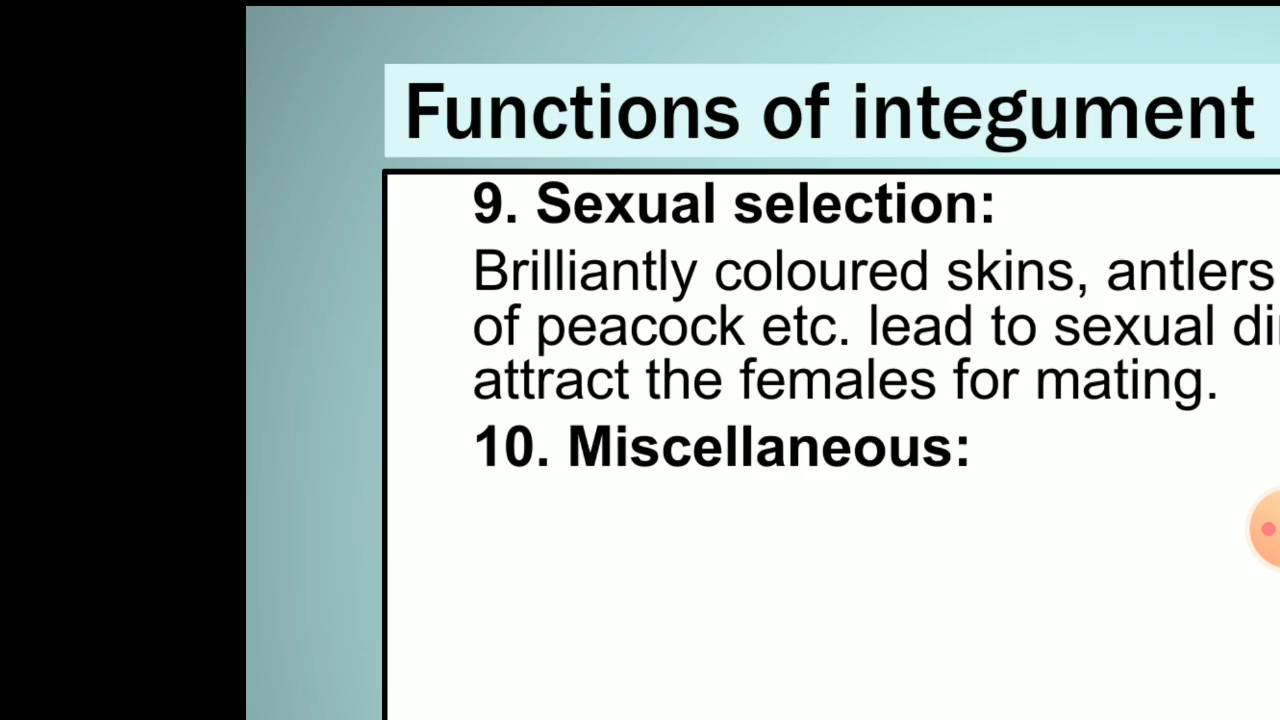 Functions of integument
9. Sexual selection:
Brilliantly coloured skins, antlers
of peacock etc. lead to sexual
attract the females for mating.
10. Miscellaneous: